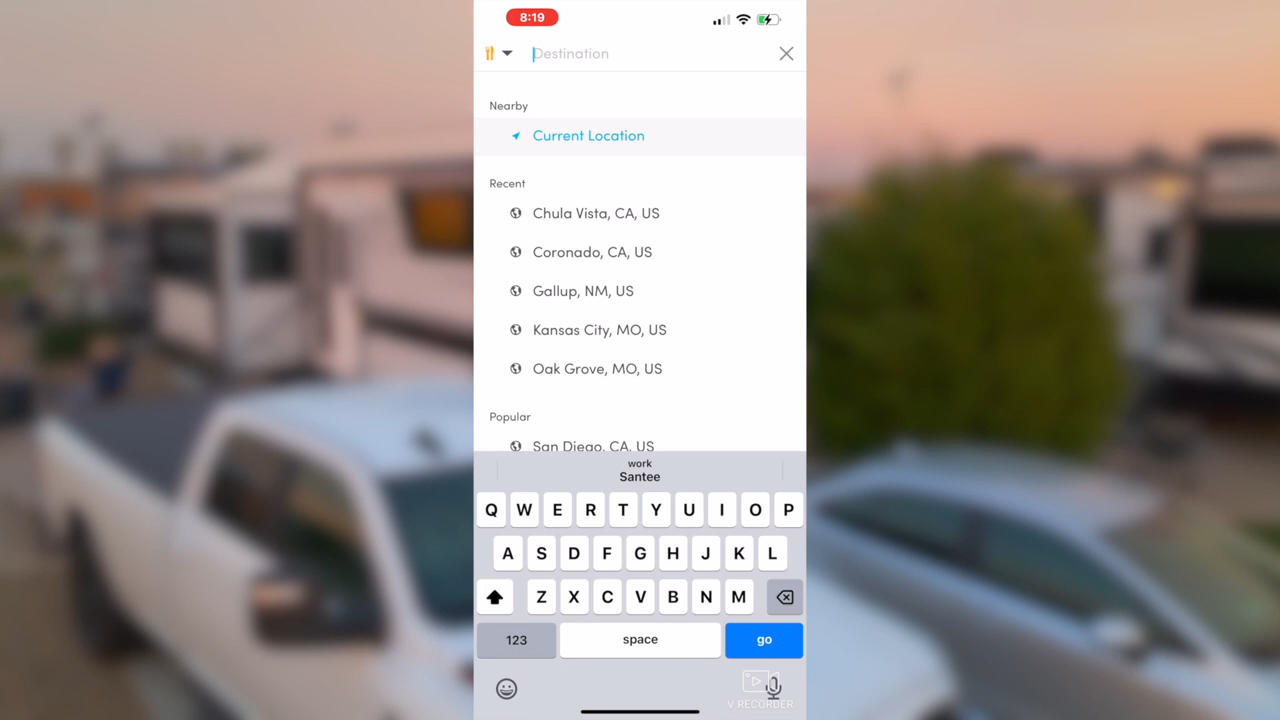 8:19
Destination
Nearby
Current Location
Recent
Chula Vista, CA, US
Coronado, CA, US
Gallup, NM, US
Kansas City, MO, US
Oak Grove, MO, US
Popular
San Diego, CA, US
work
Santee
Q W E R T Y U I O P
A S D F G H J K L
Z X C V B N M
123 space go
V RECORDER